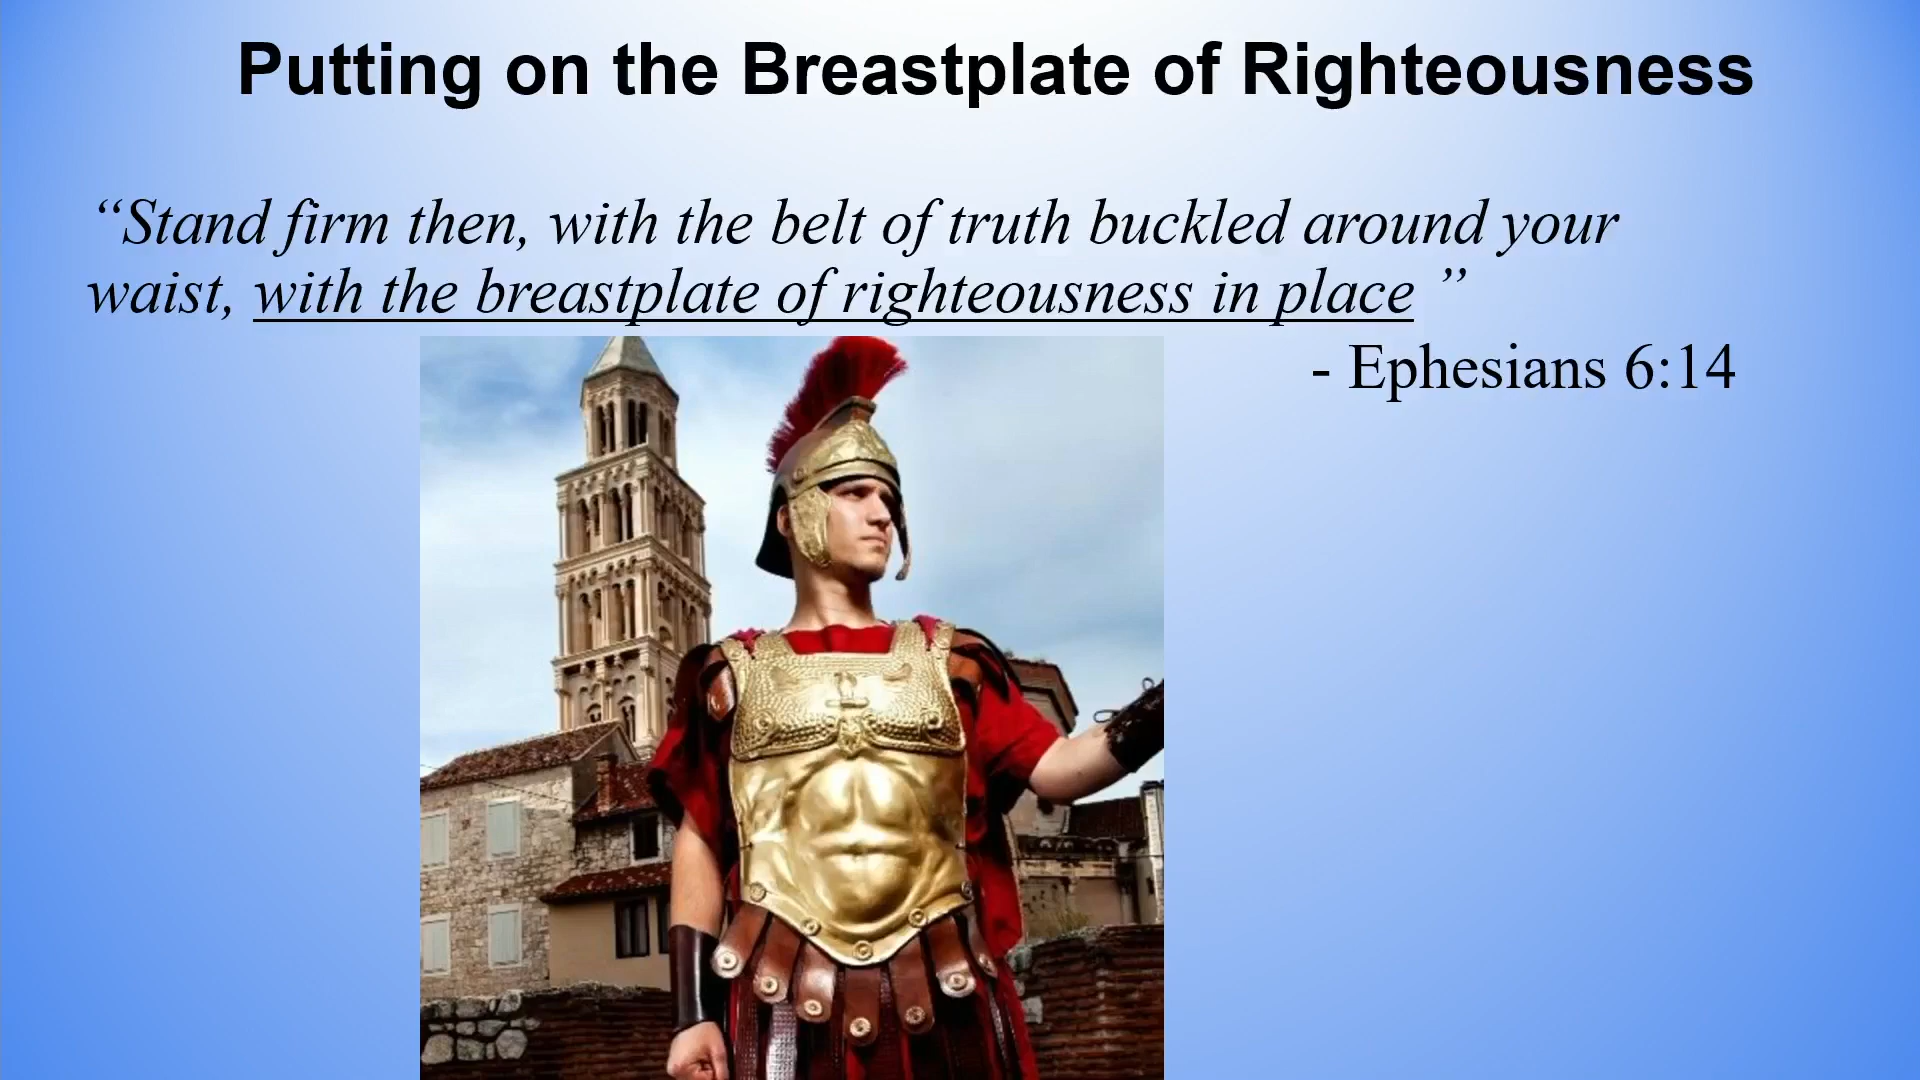 Putting on the Breastplate of Righteousness
“Stand firm then, with the belt of truth buckled around your
waist, with the breastplate of righteousness in place ”
- Ephesians 6:14